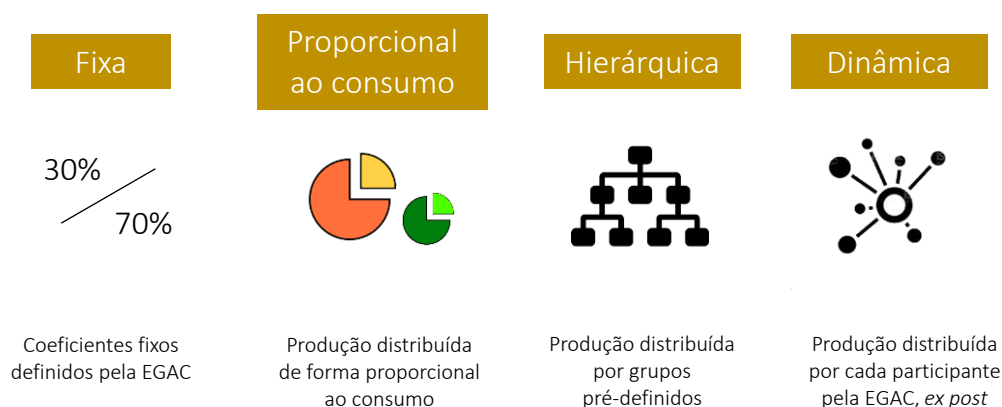 Fixa
Proporcional
ao consumo
Hierárquica
Dinâmica
30%
70%
Coeficientes fixos
definidos pela EGAC
Produção distribuída
de forma proporcional
ao consumo
Produção distribuída
por grupos
pré-definidos
Produção distribuída
por cada participante
pela EGAC, ex post